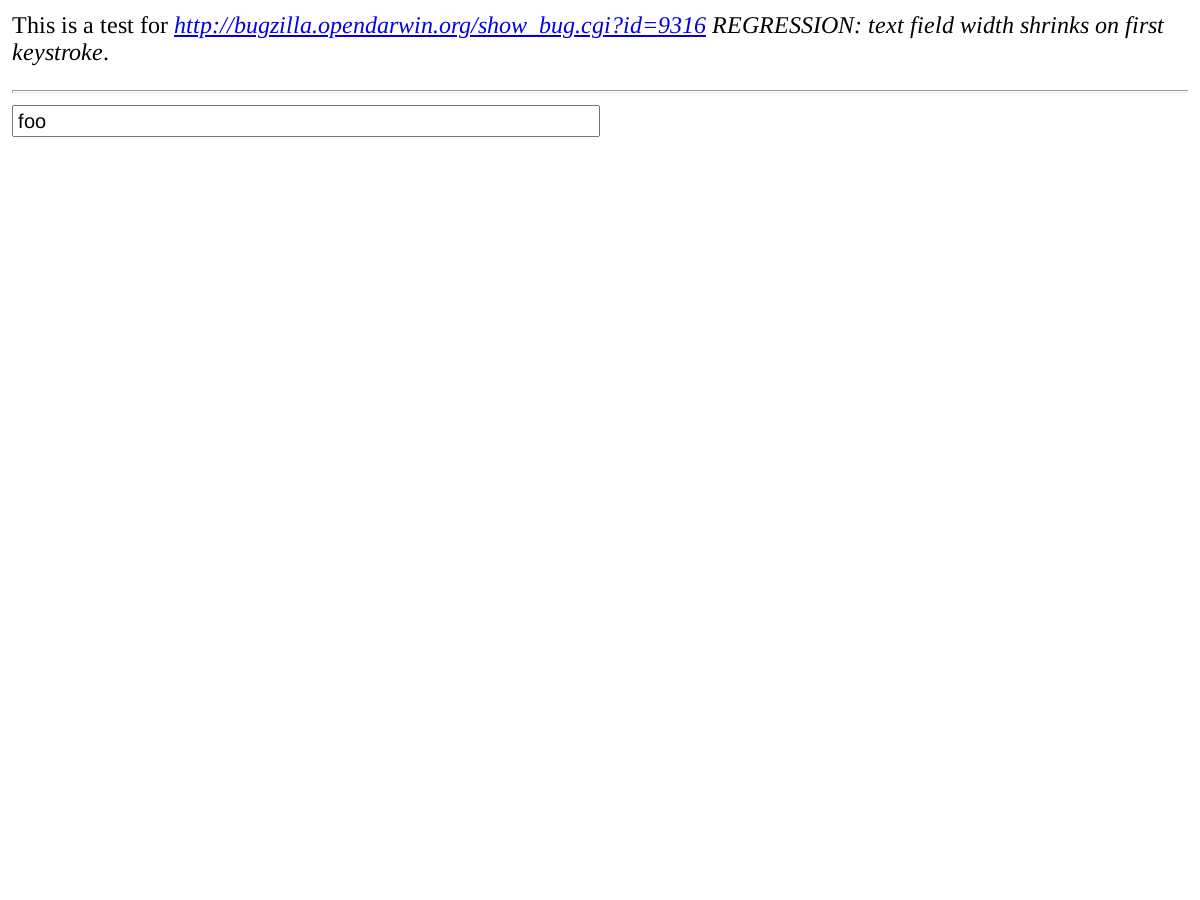 This is a test for http://bugzilla.opendarwin.org/show_bug.cgi?id=9316 REGRESSION: text field width shrinks on first
keystroke.
foo